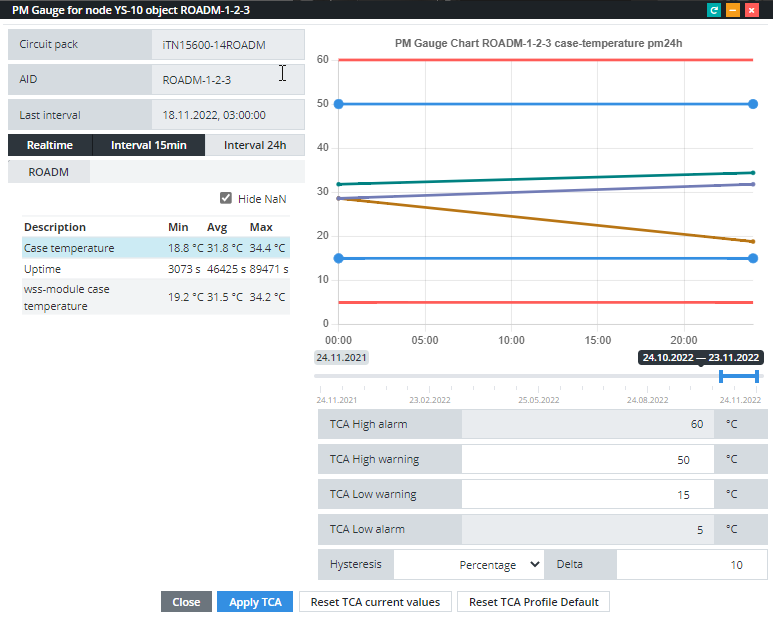 PM Gauge for node YS-10 object ROADM-1-2-3
Circuit pack iTN15600-14ROADM
AID ROADM-1-2-3
Last interval 18.11.2022, 03:00:00
Realtime Interval 15min Interval 24h
ROADM
Hide NaN
Description Min Avg Max
Case temperature 18.8 °C 31.8 °C 34.4 °C
Uptime 3073 s 46425 s 89471 s
wss-module case
temperature 19.2 °C 31.5 °C 34.2 °C
PM Gauge Chart ROADM-1-2-3 case-temperature pm24h
60
50
40
30
20
10
0
00:00 05:00 10:00 15:00 20:00
24.11.2021 24.10.2022 — 23.11.2022
24.11.2021 23.02.2022 25.05.2022 24.08.2022 24.11.2022
TCA High alarm 60 °C
TCA High warning 50 °C
TCA Low warning 15 °C
TCA Low alarm 5 °C
Hysteresis Percentage Delta 10
Close Apply TCA Reset TCA current values Reset TCA Profile Default